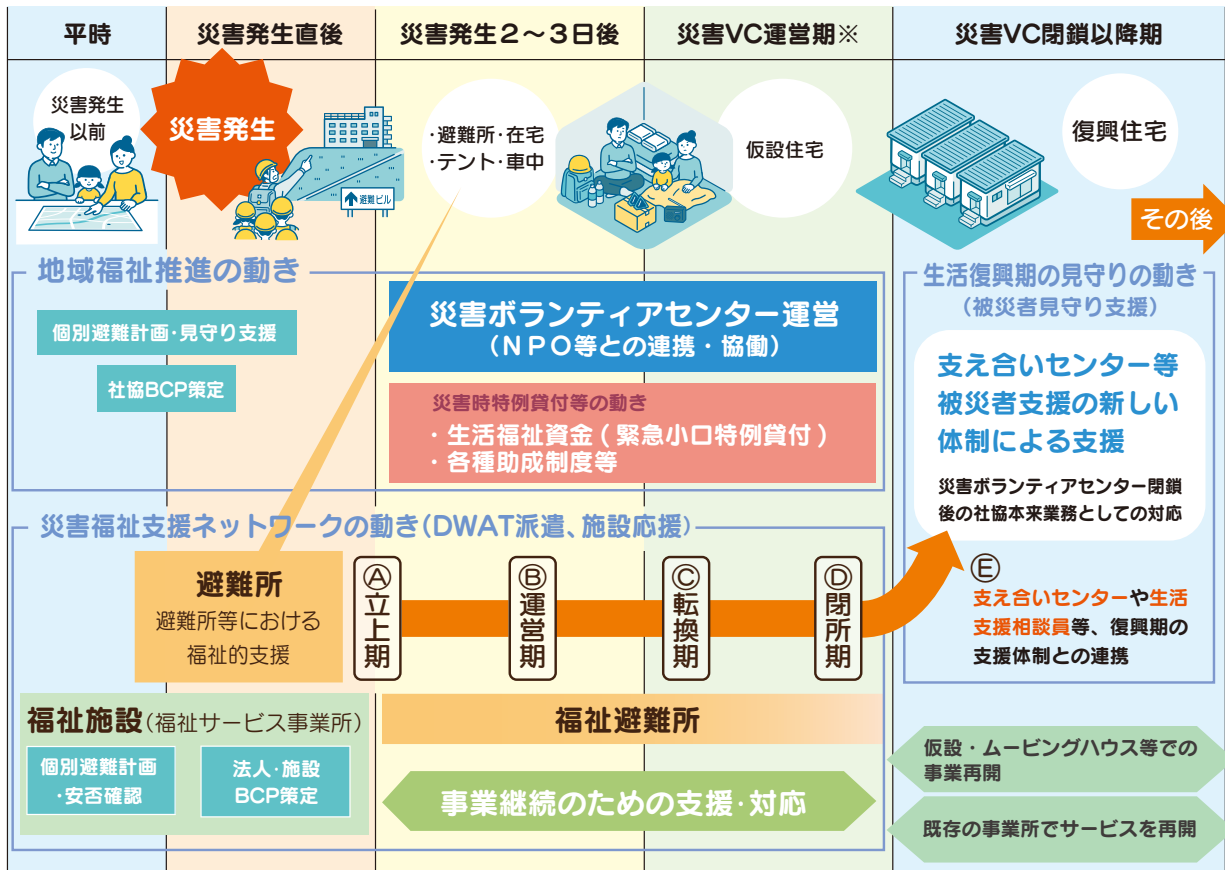 平時
災害発生直後
災害発生2～3日後
災害VC運営期※
災害VC閉鎖以降期
災害発生
以前
災害発生
避難ビル
・避難所・在宅
・テント・車中
仮設住宅
復興住宅
その後
地域福祉推進の動き
個別避難計画・見守り支援
社協BCP策定
災害ボランティアセンター運営
（NPO等との連携・協働）
災害時特例貸付等の動き
・生活福祉資金（緊急小口特例貸付）
・各種助成制度等
生活復興期の見守りの動き
（被災者見守り支援）
支え合いセンター等
被災者支援の新しい
体制による支援
災害ボランティアセンター閉鎖
後の社協本来業務としての対応
Ⓔ
支え合いセンターや生活
支援相談員等、復興期の
支援体制との連携
災害福祉支援ネットワークの動き（DWAT派遣、施設応援）
避難所
避難所等における
福祉的支援
Ⓐ立上期
Ⓑ運営期
Ⓒ転換期
Ⓓ閉所期
福祉施設（福祉サービス事業所）
個別避難計画
・安否確認
法人・施設
BCP策定
福祉避難所
事業継続のための支援・対応
仮設・ムービングハウス等での
事業再開
既存の事業所でサービスを再開